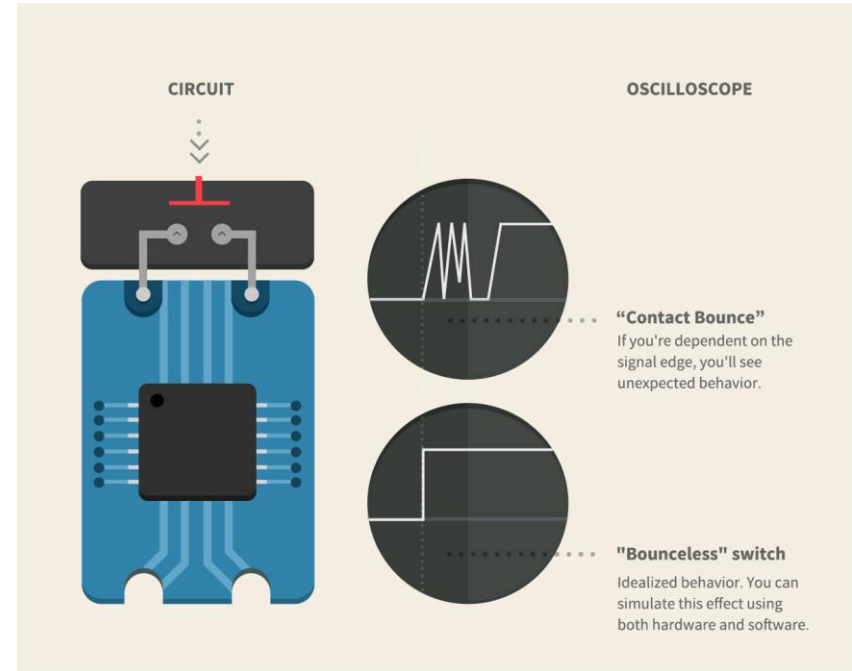 CIRCUIT
OSCILLOSCOPE
“Contact Bounce”
If you're dependent on the
signal edge, you'll see
unexpected behavior.
"Bounceless" switch
Idealized behavior. You can
simulate this effect using
both hardware and software.